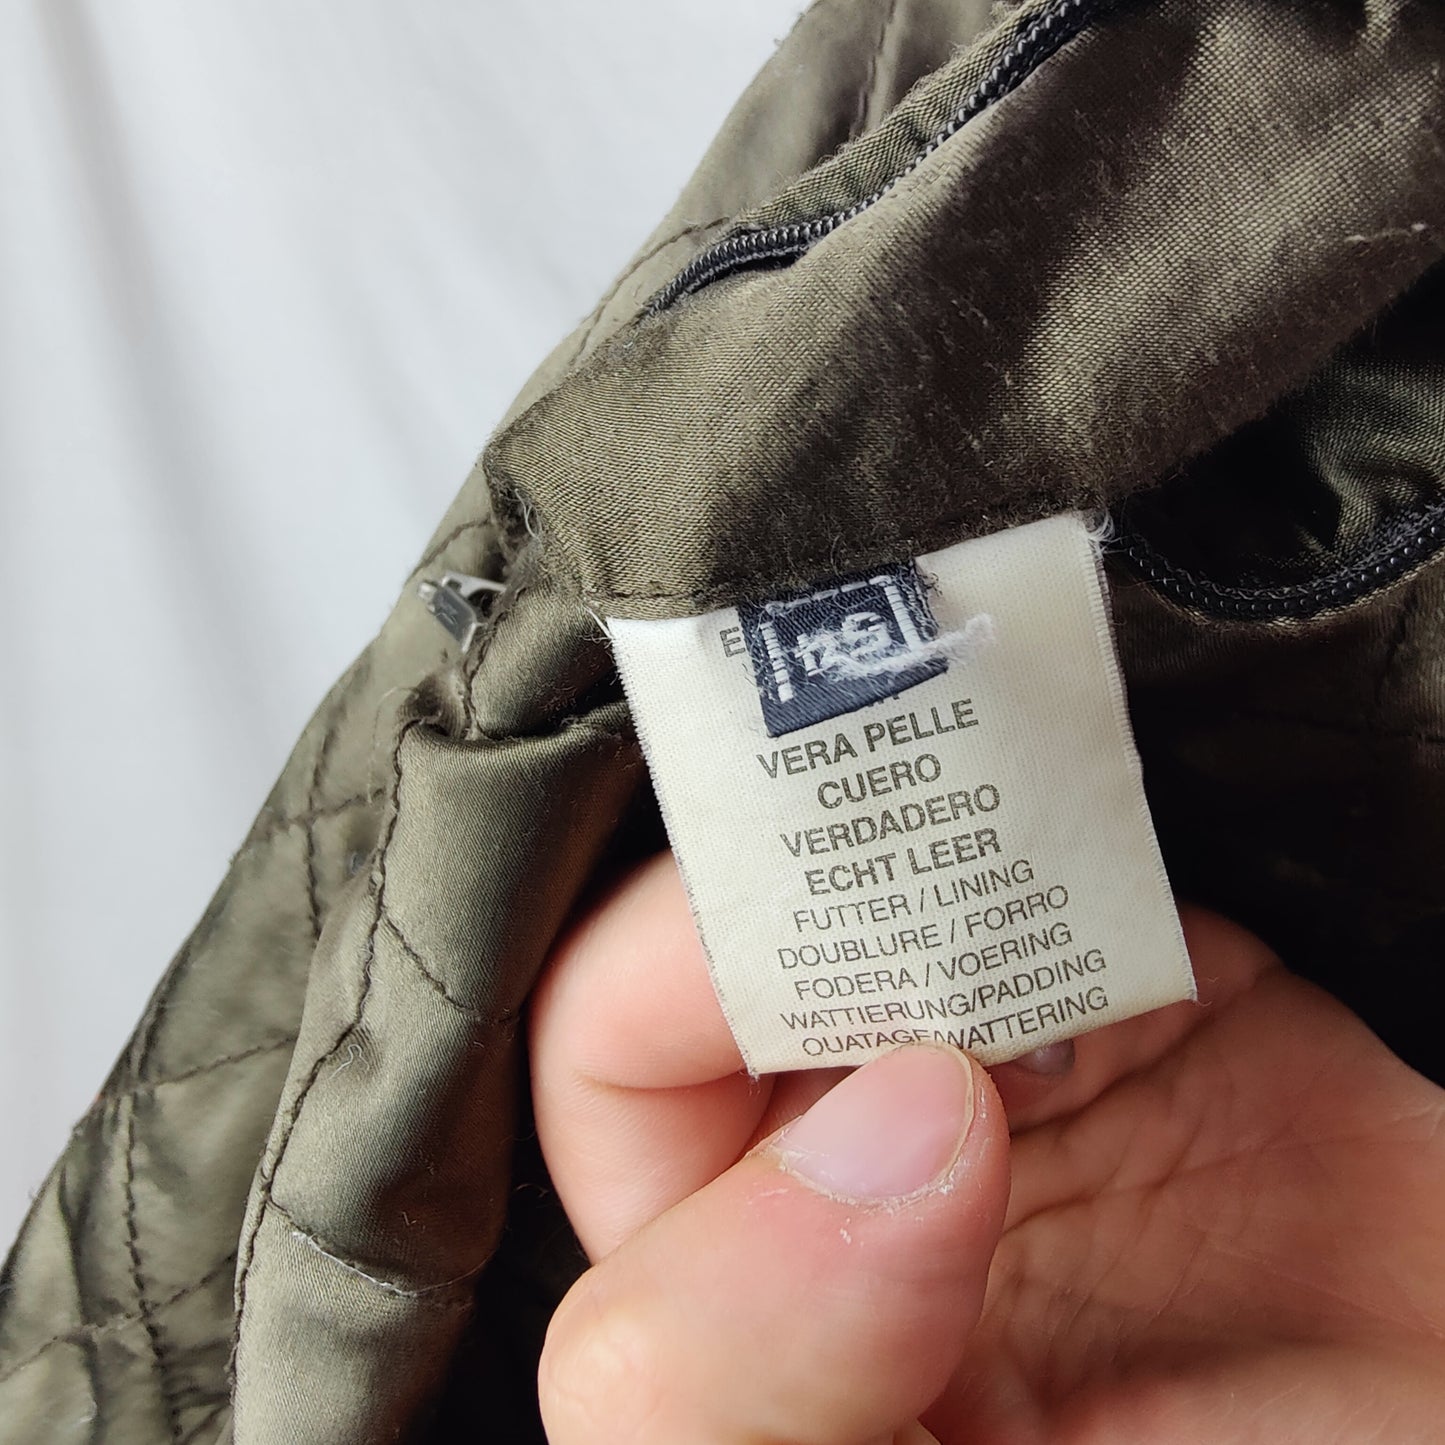 VERA PELLE
CUERO
VERDADERO
ECHT LEER
FUTTER / LINING
DOUBLURE / FORRO
FODERA / VOERING
WATTIERUNG/PADDING
OUATAGE/WATTERING